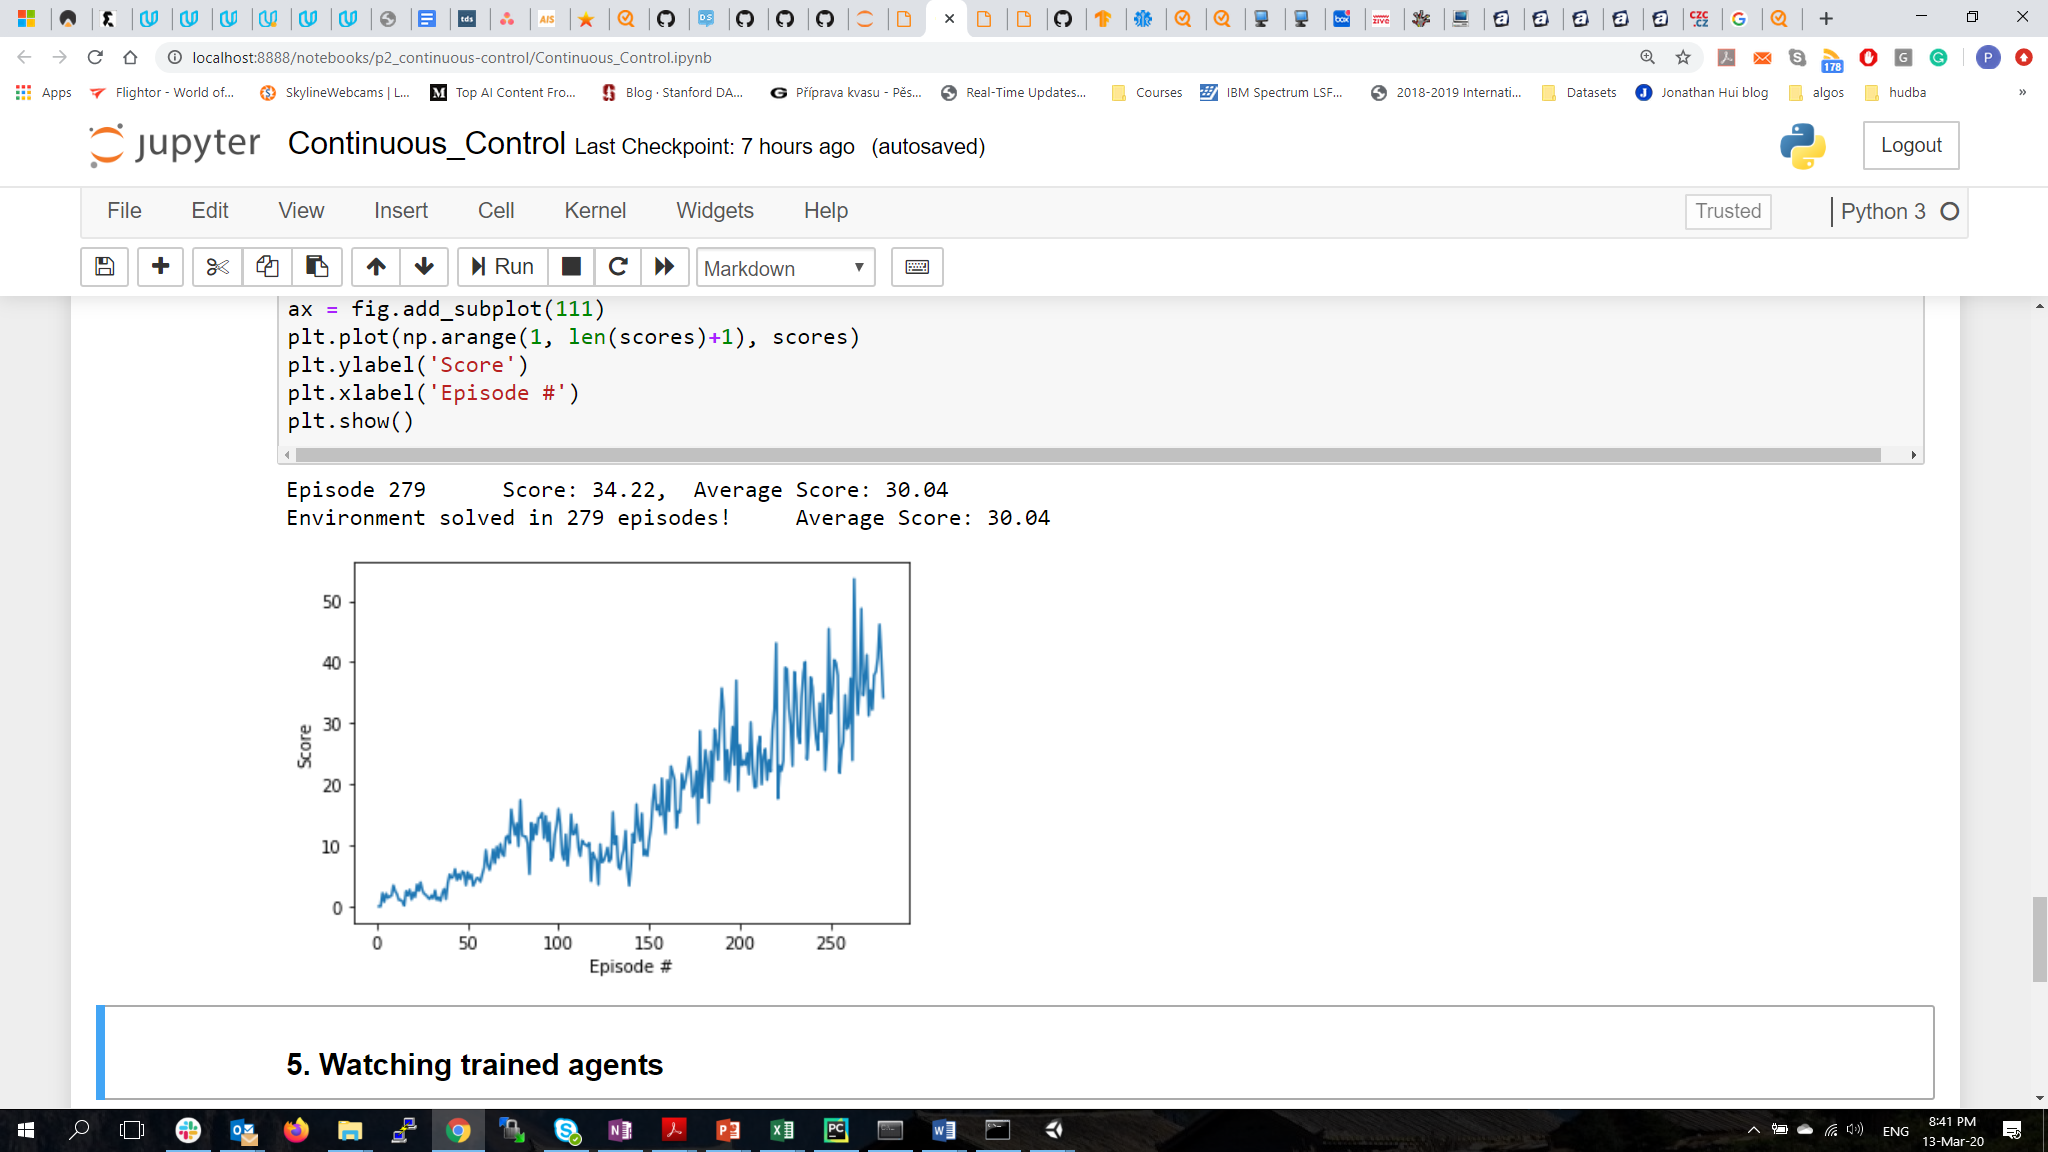 localhost:8888/notebooks/p2_continuous-control/Continuous_Control.ipynb
178
P
Apps Flightor - World of... SkylineWebcams | L... Top AI Content Fro... Blog · Stanford DA... Příprava kvasu - Pěs... Real-Time Updates... Courses IBM Spectrum LSF... 2018-2019 Internati... Datasets Jonathan Hui blog algos hudba »
jupyter Continuous_Control Last Checkpoint: 7 hours ago (autosaved) Logout
File Edit View Insert Cell Kernel Widgets Help Trusted Python 3
Run Markdown
ax = fig.add_subplot(111)
plt.plot(np.arange(1, len(scores)+1), scores)
plt.ylabel('Score')
plt.xlabel('Episode #')
plt.show()
Episode 279 Score: 34.22, Average Score: 30.04
Environment solved in 279 episodes! Average Score: 30.04
50
40
30
20
10
0
Score
0 50 100 150 200 250
Episode #
5. Watching trained agents
ENG
8:41 PM
13-Mar-20